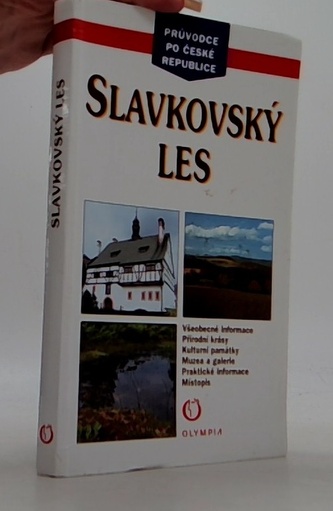 PRŮVODCE
PO ČESKÉ
REPUBLICE
SLAVKOVSKÝ
LES
SLAVKOVSKÝ LES
Všeobecné informace
Přírodní krásy
Kulturní památky
Muzea a galerie
Praktické informace
Místopis
OLYMPIA